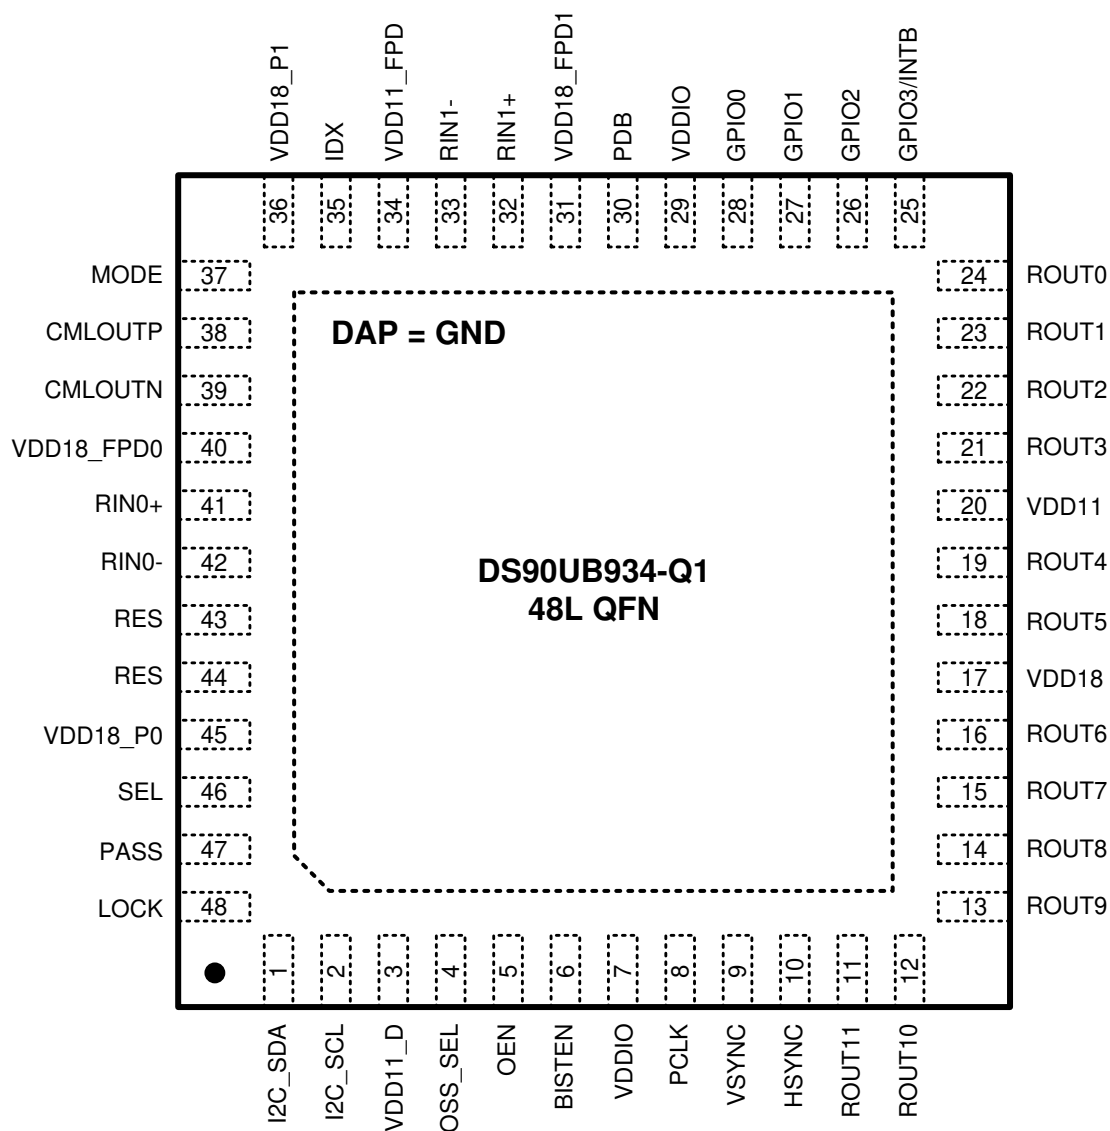 VDD18_P1
IDX
VDD11_FPD
RIN1-
RIN1+
VDD18_FPD1
PDB
VDDIO
GPIO0
GPIO1
GPIO2
GPIO3/INTB
36
35
34
33
32
31
30
29
28
27
26
25
MODE 37
CMLOUTP 38
CMLOUTN 39
VDD18_FPD0 40
RIN0+ 41
RIN0- 42
RES 43
RES 44
VDD18_P0 45
SEL 46
PASS 47
LOCK 48
DAP = GND
DS90UB934-Q1
48L QFN
24 ROUT0
23 ROUT1
22 ROUT2
21 ROUT3
20 VDD11
19 ROUT4
18 ROUT5
17 VDD18
16 ROUT6
15 ROUT7
14 ROUT8
13 ROUT9
1
2
3
4
5
6
7
8
9
10
11
12
I2C_SDA
I2C_SCL
VDD11_D
OSS_SEL
OEN
BISTEN
VDDIO
PCLK
VSYNC
HSYNC
ROUT11
ROUT10